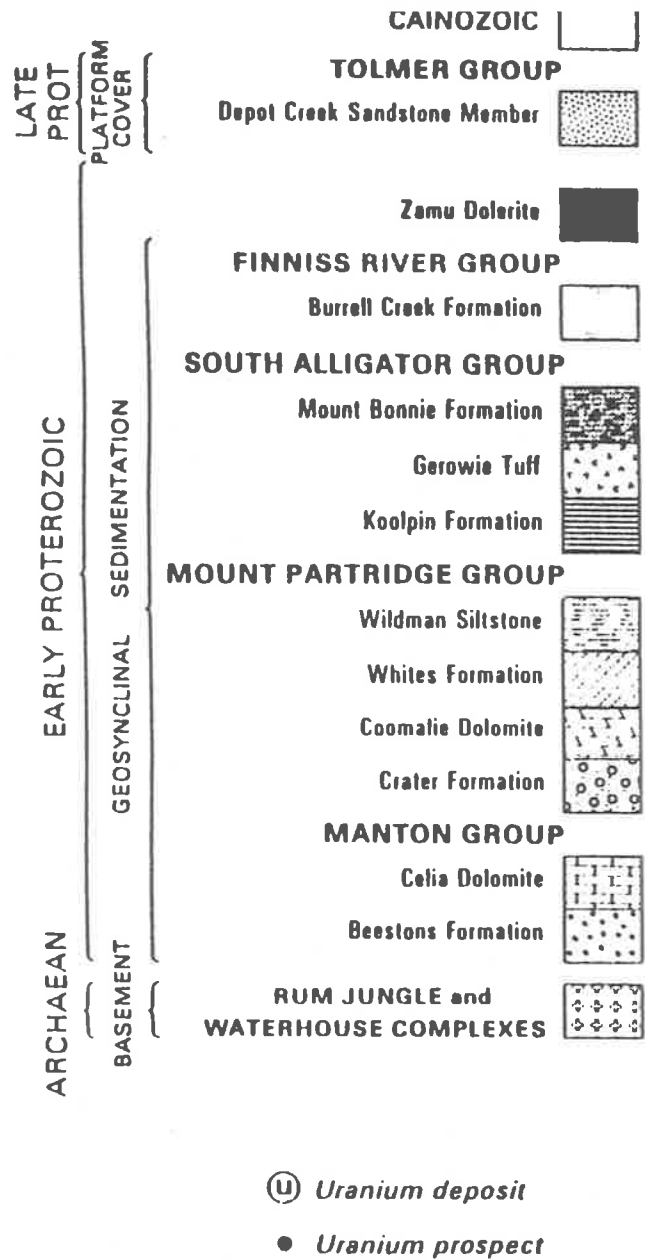 CAINOZOIC
LATE PROT
PLATFORM COVER
TOLMER GROUP
Depot Creek Sandstone Member
Zamu Dolerite
EARLY PROTEROZOIC
GEOSYNCLINAL SEDIMENTATION
FINNISS RIVER GROUP
Burrell Creek Formation
SOUTH ALLIGATOR GROUP
Mount Bonnie Formation
Gerowie Tuff
Koolpin Formation
MOUNT PARTRIDGE GROUP
Wildman Siltstone
Whites Formation
Coomalie Dolomite
Crater Formation
MANTON GROUP
Celia Dolomite
Beestons Formation
ARCHAEAN
BASEMENT
RUM JUNGLE and
WATERHOUSE COMPLEXES
U Uranium deposit
Uranium prospect